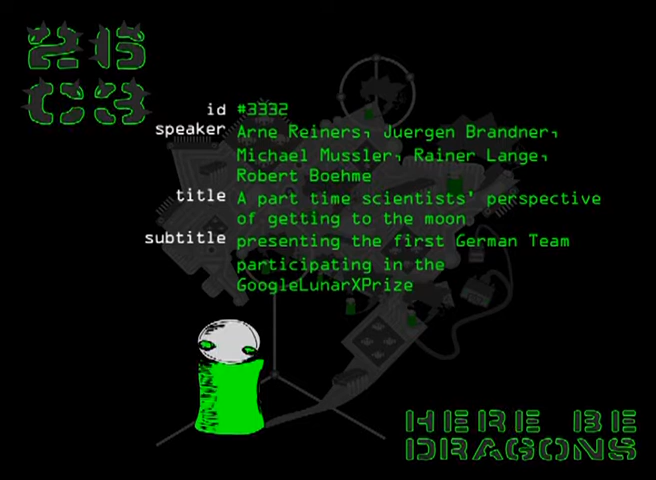 26
C3
id #3332
speaker Arne Reiners, Juergen Brandner,
Michael Mussler, Rainer Lange,
Robert Boehme
title A part time scientists' perspective
of getting to the moon
subtitle presenting the first German Team
participating in the
GoogleLunarXPrize
HERE BE
DRAGONS